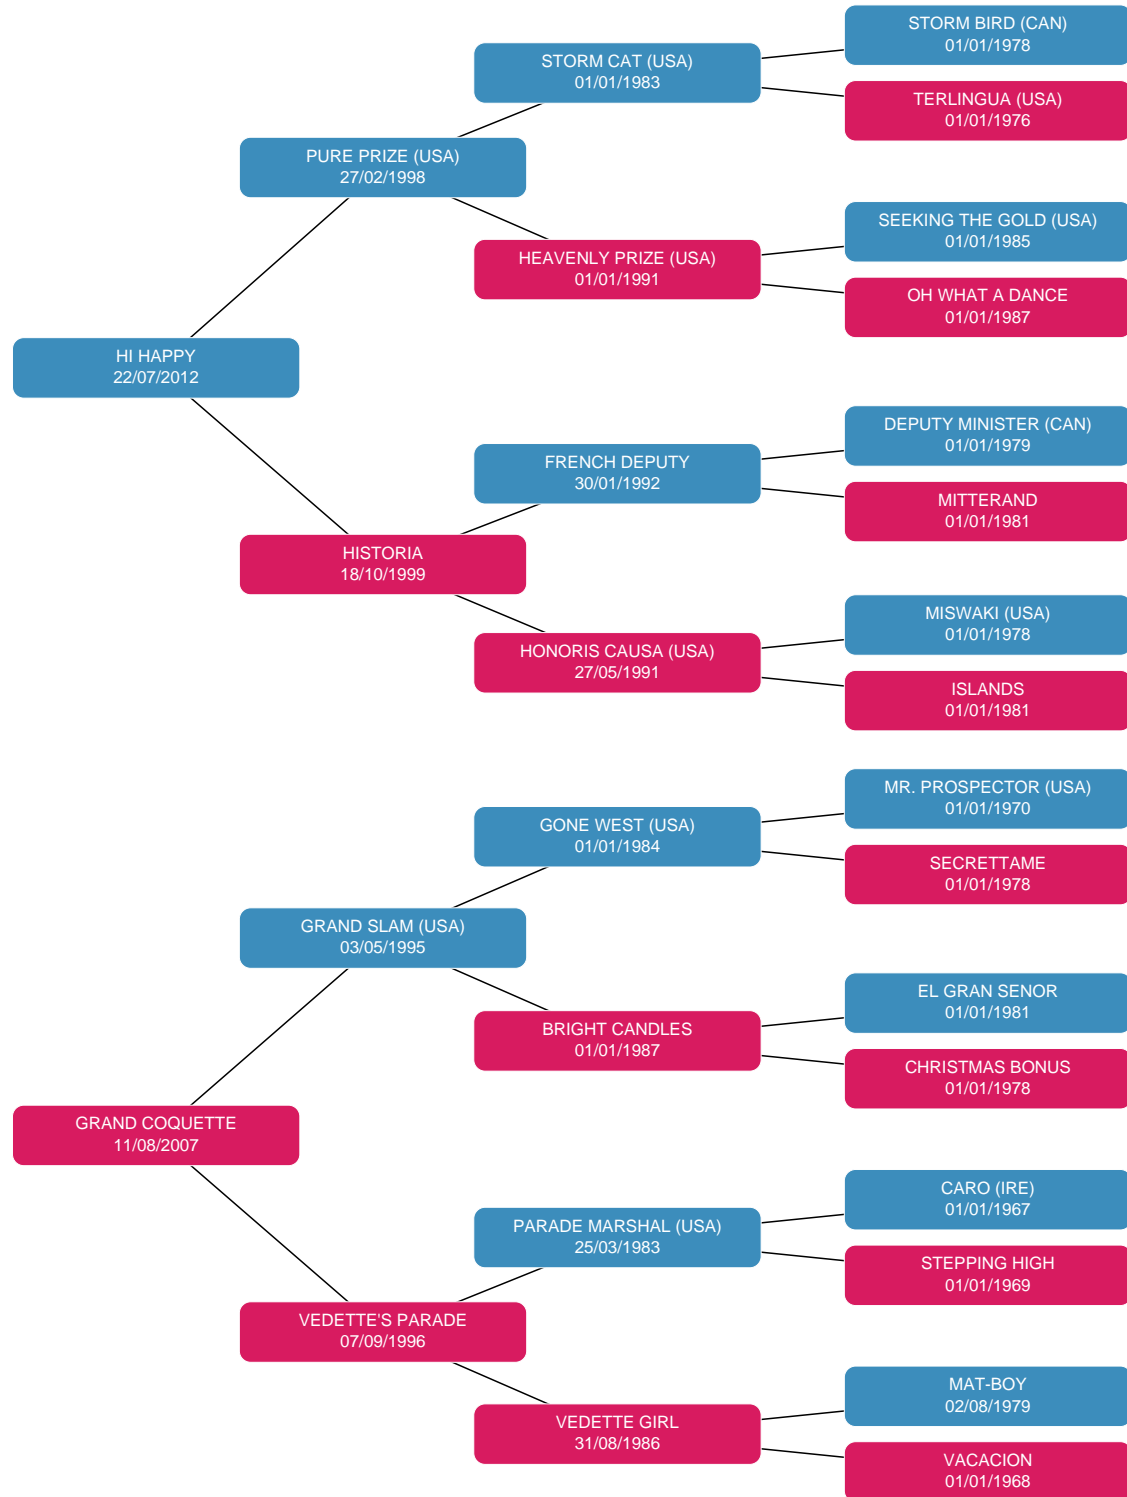 STORM BIRD (CAN)
01/01/1978
STORM CAT (USA)
01/01/1983
TERLINGUA (USA)
01/01/1976
PURE PRIZE (USA)
27/02/1998
SEEKING THE GOLD (USA)
01/01/1985
HEAVENLY PRIZE (USA)
01/01/1991
OH WHAT A DANCE
01/01/1987
HI HAPPY
22/07/2012
DEPUTY MINISTER (CAN)
01/01/1979
FRENCH DEPUTY
30/01/1992
MITTERAND
01/01/1981
HISTORIA
18/10/1999
MISWAKI (USA)
01/01/1978
HONORIS CAUSA (USA)
27/05/1991
ISLANDS
01/01/1981
MR. PROSPECTOR (USA)
01/01/1970
GONE WEST (USA)
01/01/1984
SECRETTAME
01/01/1978
GRAND SLAM (USA)
03/05/1995
EL GRAN SENOR
01/01/1981
BRIGHT CANDLES
01/01/1987
CHRISTMAS BONUS
01/01/1978
GRAND COQUETTE
11/08/2007
CARO (IRE)
01/01/1967
PARADE MARSHAL (USA)
25/03/1983
STEPPING HIGH
01/01/1969
VEDETTE'S PARADE
07/09/1996
MAT-BOY
02/08/1979
VEDETTE GIRL
31/08/1986
VACACION
01/01/1968